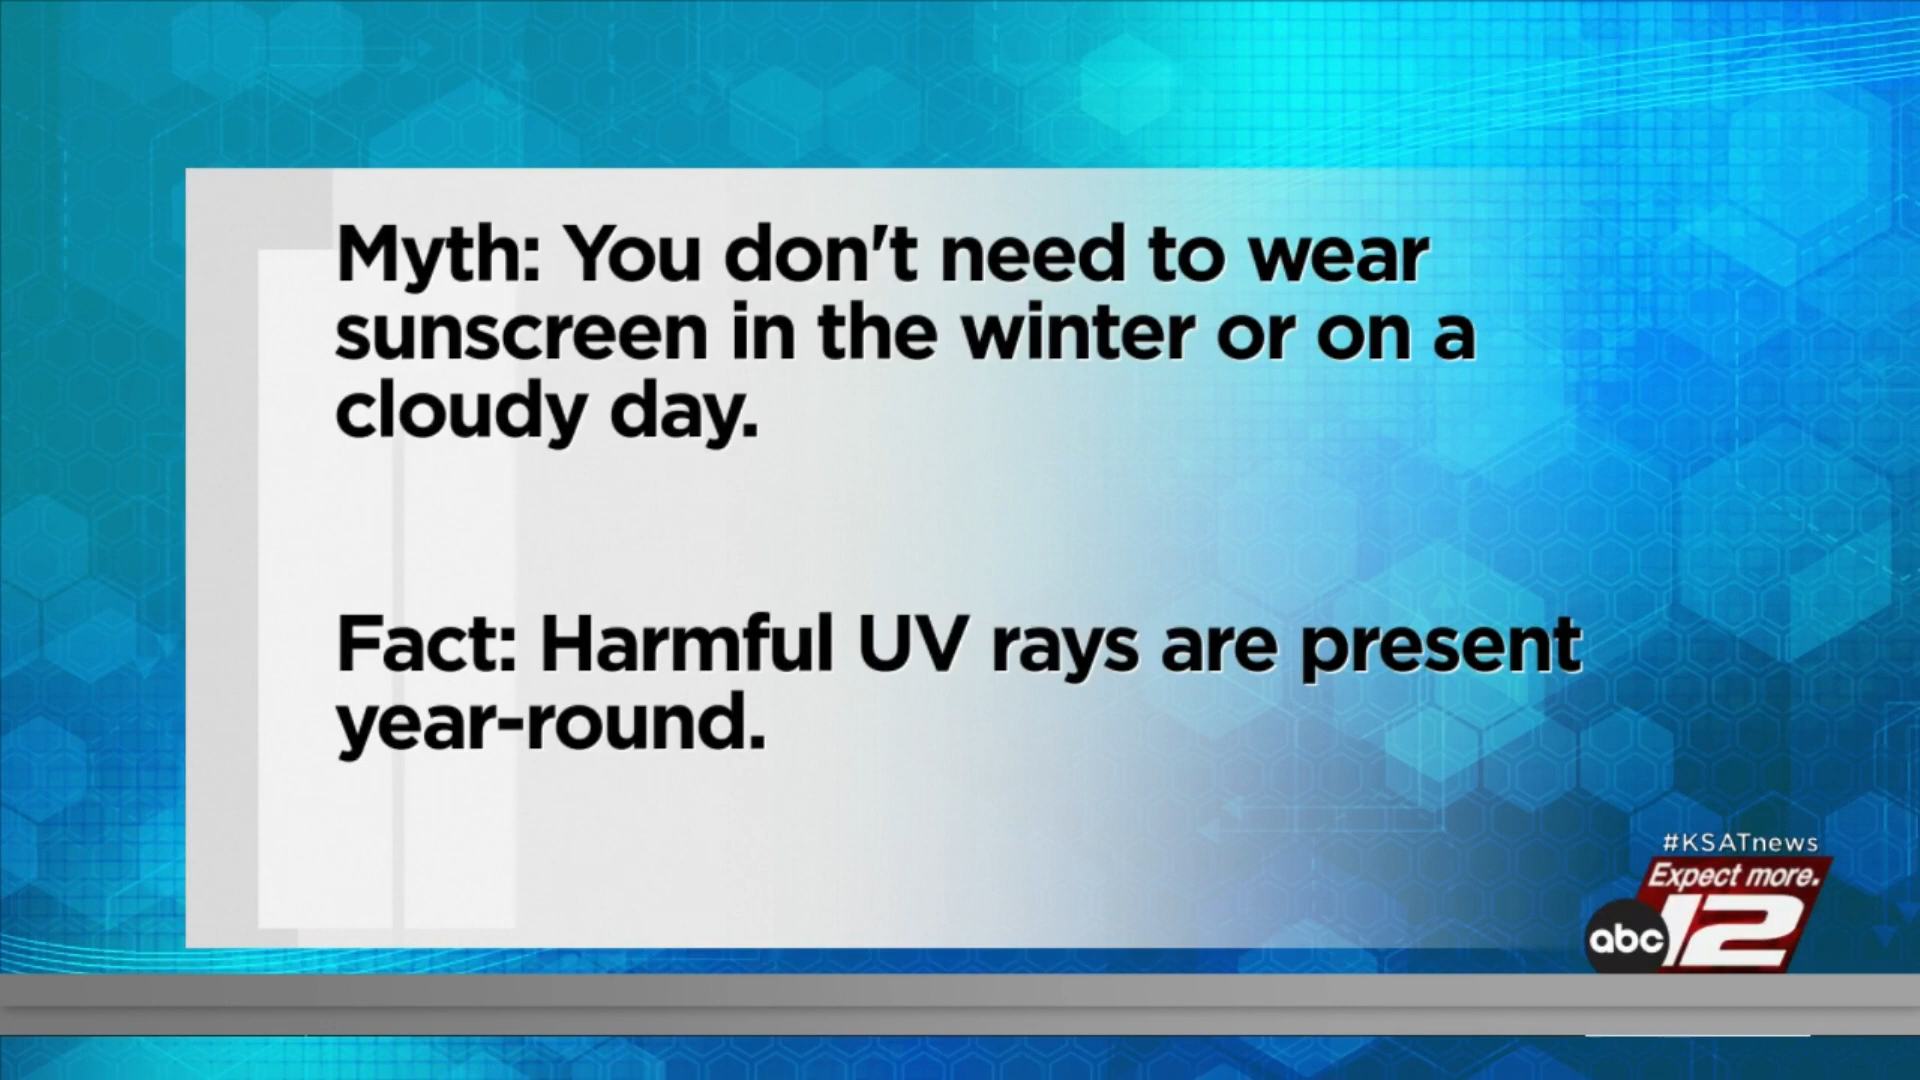 Myth: You don't need to wear
sunscreen in the winter or on a
cloudy day.
Fact: Harmful UV rays are present
year-round.
#KSATnews
Expect more.
abc 12